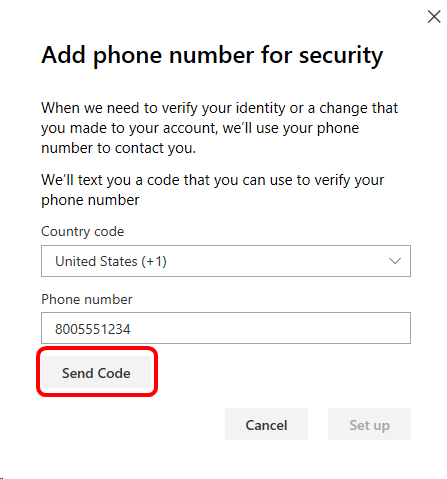 Add phone number for security
When we need to verify your identity or a change that
you made to your account, we'll use your phone
number to contact you.
We'll text you a code that you can use to verify your
phone number
Country code
United States (+1)
Phone number
8005551234
Send Code
Cancel
Set up